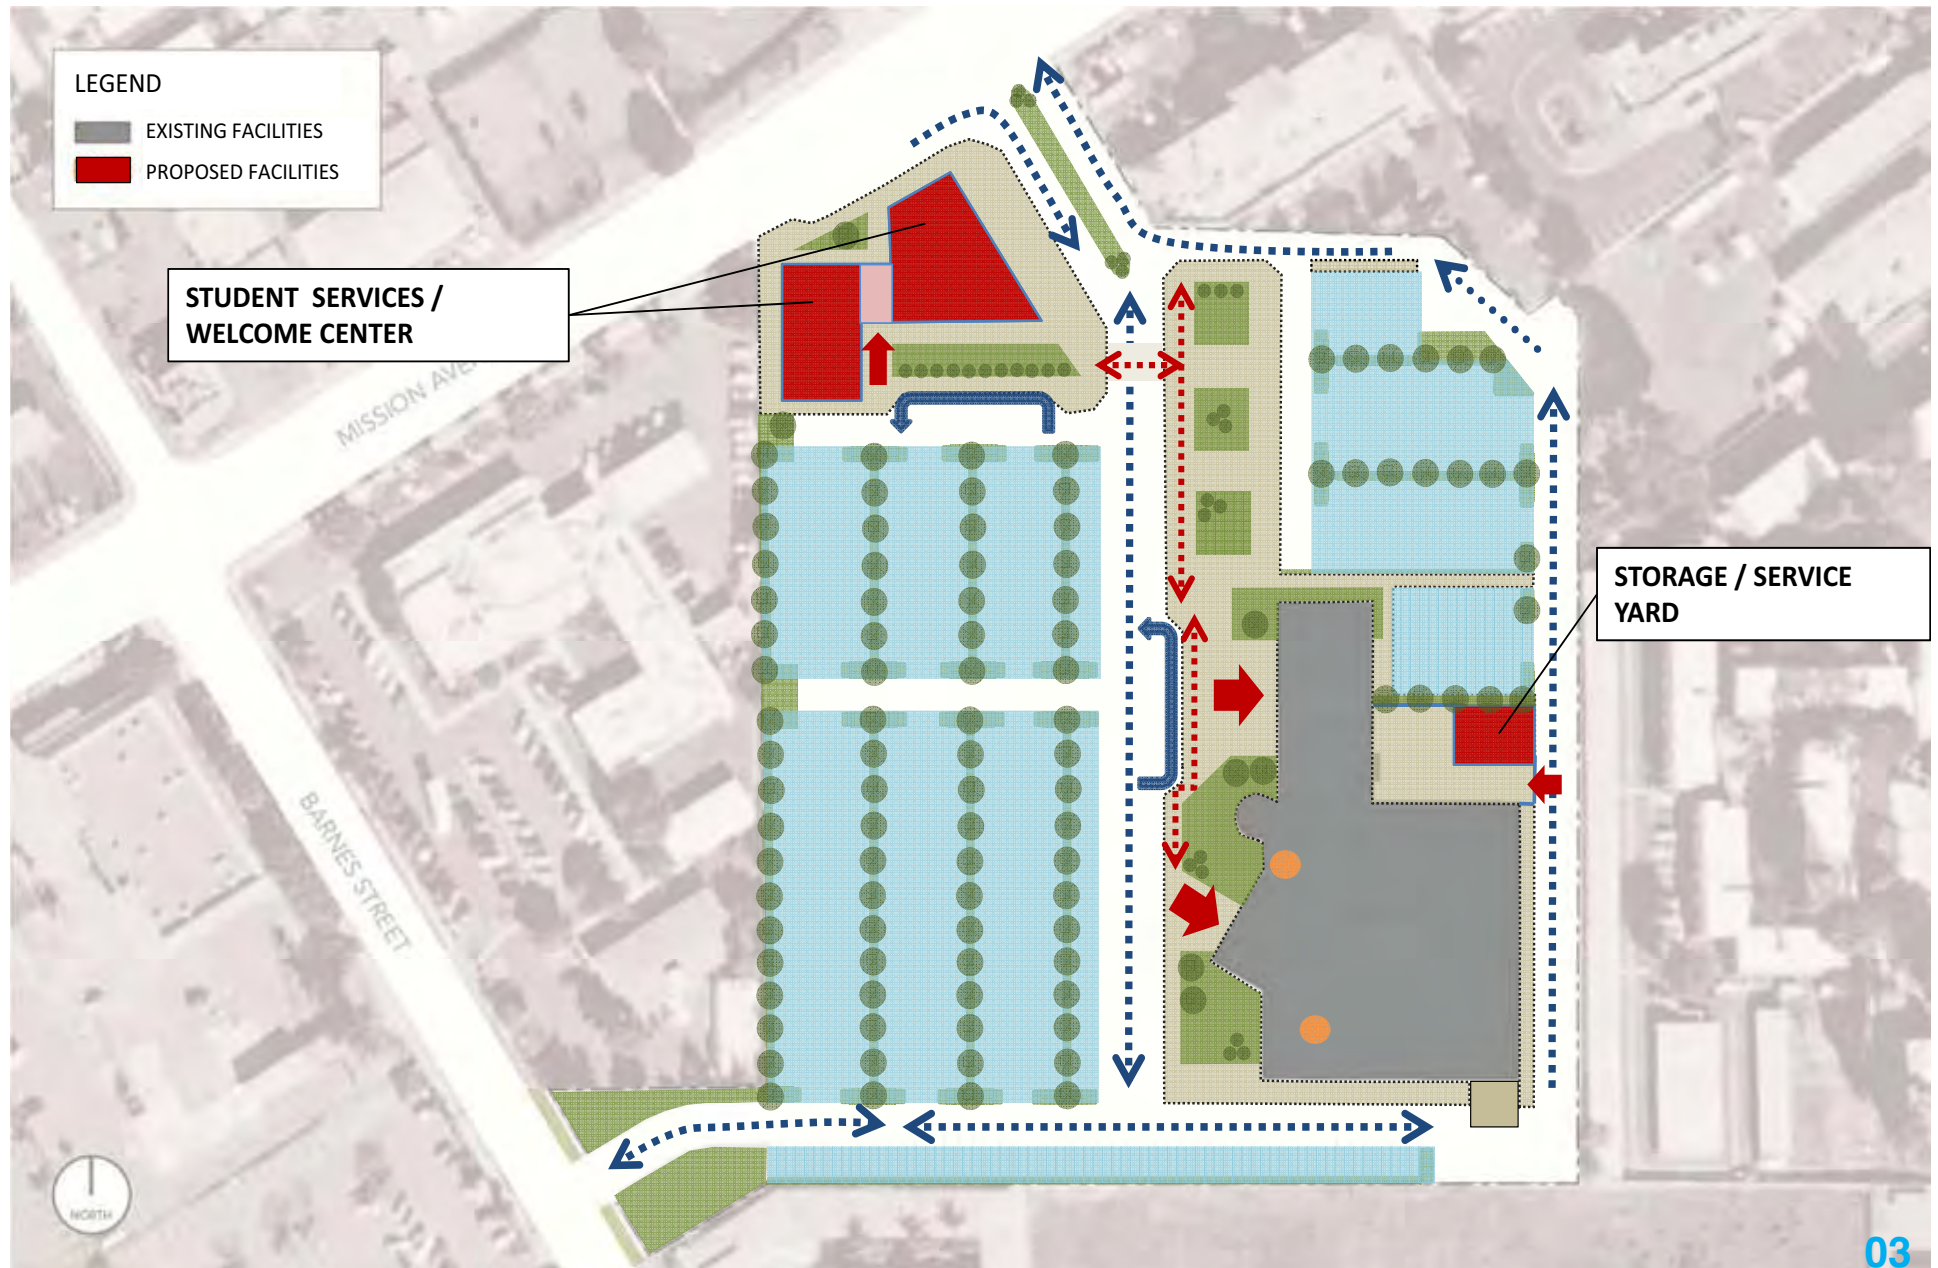 LEGEND
EXISTING FACILITIES
PROPOSED FACILITIES
STUDENT SERVICES /
WELCOME CENTER
MISSION AVE
STORAGE / SERVICE
YARD
BARNES STREET
NORTH
03